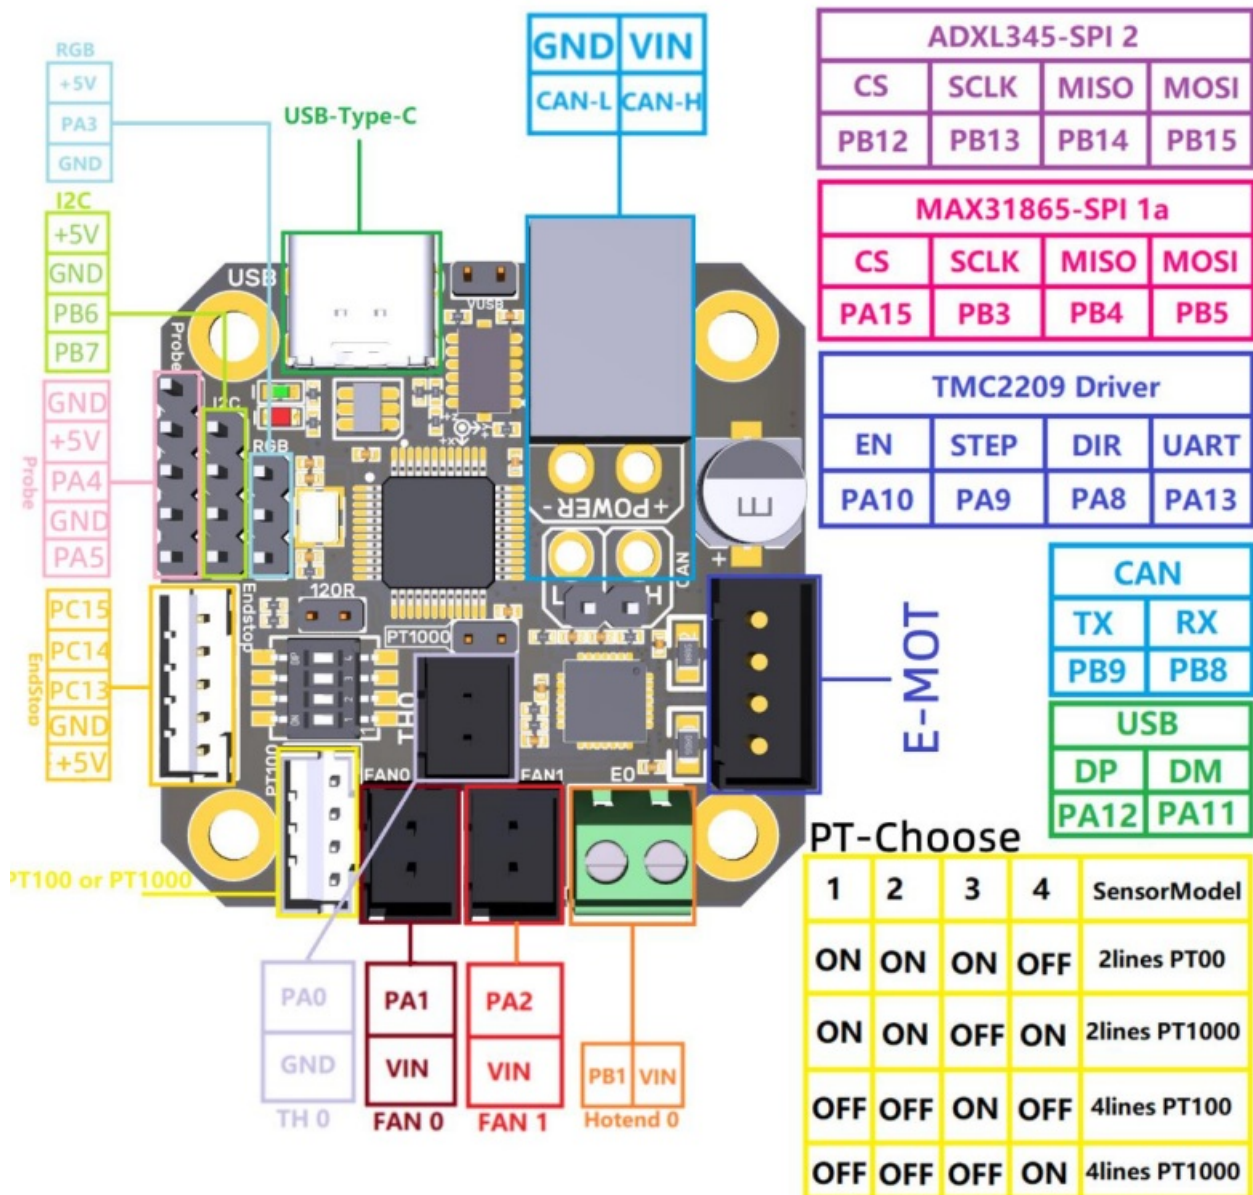 RGB
+5V
PA3
GND
USB-Type-C
GND VIN
CAN-L CAN-H
ADXL345-SPI 2
CS SCLK MISO MOSI
PB12 PB13 PB14 PB15
MAX31865-SPI 1a
CS SCLK MISO MOSI
PA15 PB3 PB4 PB5
TMC2209 Driver
EN STEP DIR UART
PA10 PA9 PA8 PA13
CAN
TX RX
PB9 PB8
USB
DP DM
PA12 PA11
I2C
+5V
GND
PB6
PB7
Probe
GND
+5V
PA4
GND
PA5
EndStop
PC15
PC14
PC13
GND
+5V
USB
VUSB
Probe
I2C
RGB
+Z
+X
+Y
+POWER-
E
+
CAN
H
Endstop
120R
PT1000
ON
DP
1
2
3
4
TH0
PT100
FAN0
FAN1
E0
E-MOT
PT100 or PT1000
PA0
GND
TH 0
PA1
VIN
FAN 0
PA2
VIN
FAN 1
PB1 VIN
Hotend 0
PT-Choose
1 2 3 4 SensorModel
ON ON ON OFF 2lines PT00
ON ON OFF ON 2lines PT1000
OFF OFF ON OFF 4lines PT100
OFF OFF OFF ON 4lines PT1000